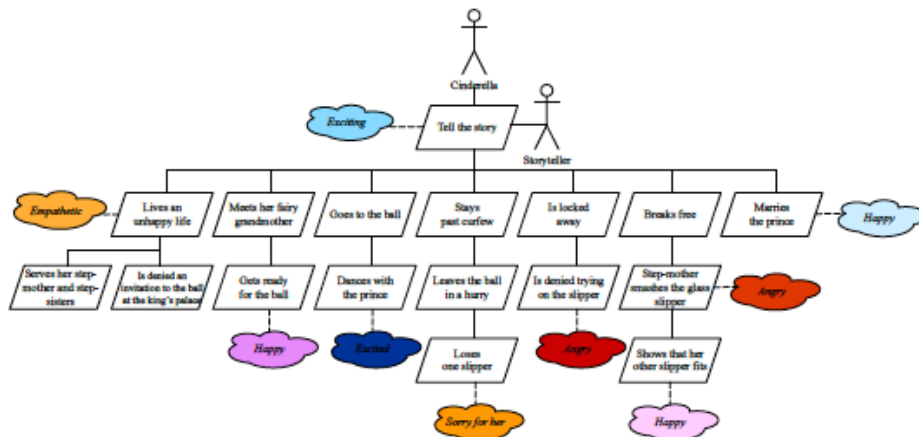 Cinderella
Exciting
Tell the story
Storyteller
Empathetic
Lives an
unhappy life
Meets her fairy
grandmother
Goes to the ball
Stays
past curfew
Is locked
away
Breaks free
Marries
the prince
Happy
Serves her step-
mother and step-
sisters
Is denied an
invitation to the ball
at the king's palace
Gets ready
for the ball
Dances with
the prince
Leaves the ball
in a hurry
Is denied trying
on the slipper
Step-mother
smashes the glass
slipper
Angry
Happy
Excited
Loses
one slipper
Angry
Shows that her
other slipper fits
Sorry for her
Happy